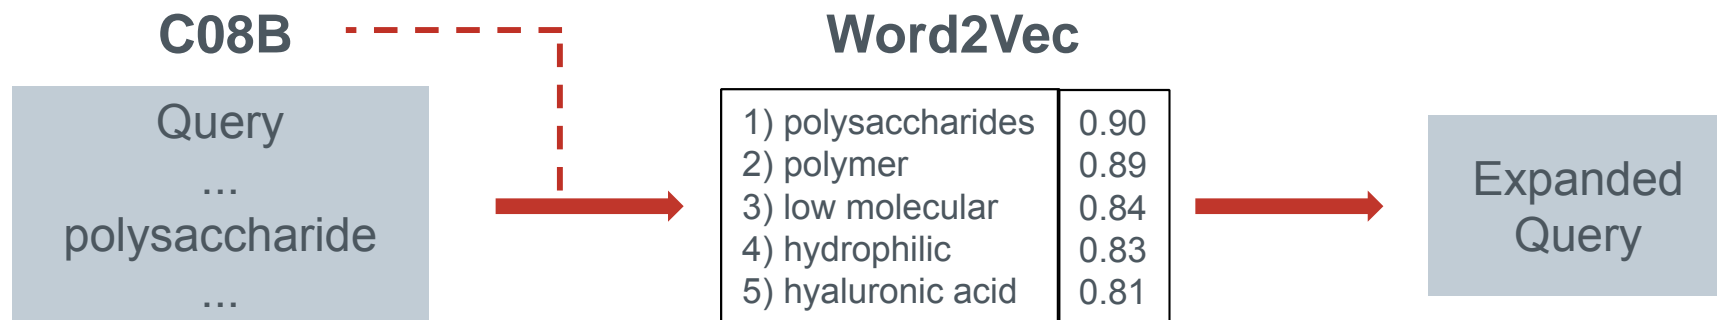 C08B
Word2Vec
Query
...
polysaccharide
...
1) polysaccharides 0.90
2) polymer 0.89
3) low molecular 0.84
4) hydrophilic 0.83
5) hyaluronic acid 0.81
Expanded
Query